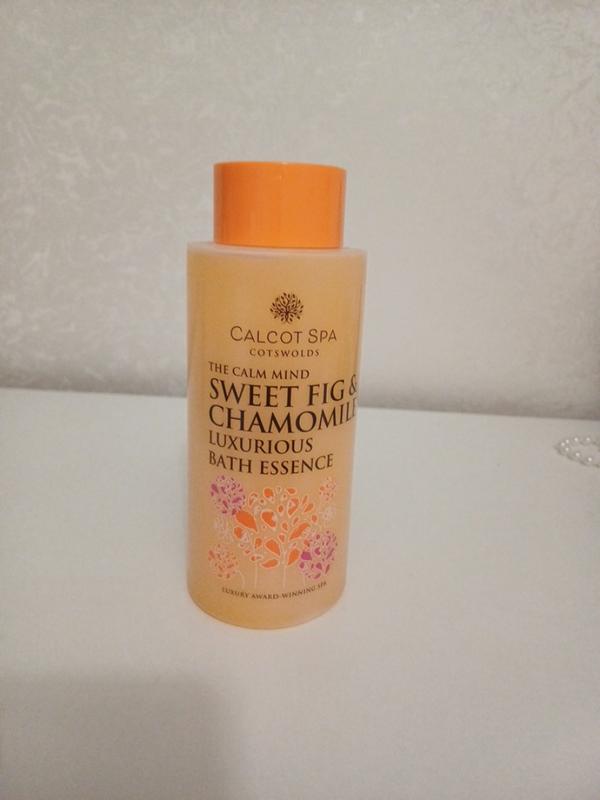 CALCOT SPA
COTSWOLDS
THE CALM MIND
SWEET FIG &
CHAMOMILE
LUXURIOUS
BATH ESSENCE
LUXURY AWARD-WINNING SPA